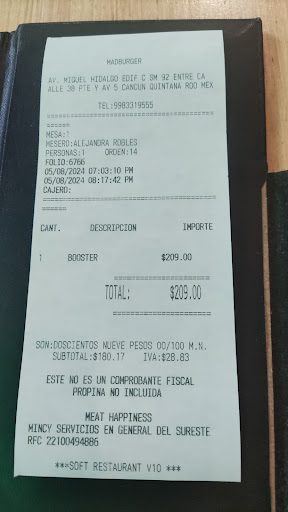 MADBURGER
AV. MIGUEL HIDALGO EDIF C SM 92 ENTRE CA
ALLE 38 PTE Y AV 5 CANCUN QUINTANA ROO MEX
TEL:9983319555
========================================
======
MESA:1
MESERO:ALEJANDRA ROBLES
PERSONAS:1 ORDEN:14
FOLIO:6766
05/08/2024 07:03:10 PM
05/08/2024 08:17:42 PM
CAJERO:
========================================
======
CANT. DESCRIPCION IMPORTE
1 BOOSTER $209.00
======================
TOTAL: $209.00
======================
SON:DOSCIENTOS NUEVE PESOS 00/100 M.N.
SUBTOTAL:$180.17 IVA:$28.83
ESTE NO ES UN COMPROBANTE FISCAL
PROPINA NO INCLUIDA
MEAT HAPPINESS
MINCY SERVICIOS EN GENERAL DEL SURESTE
RFC 22100494886
***SOFT RESTAURANT V10 ***